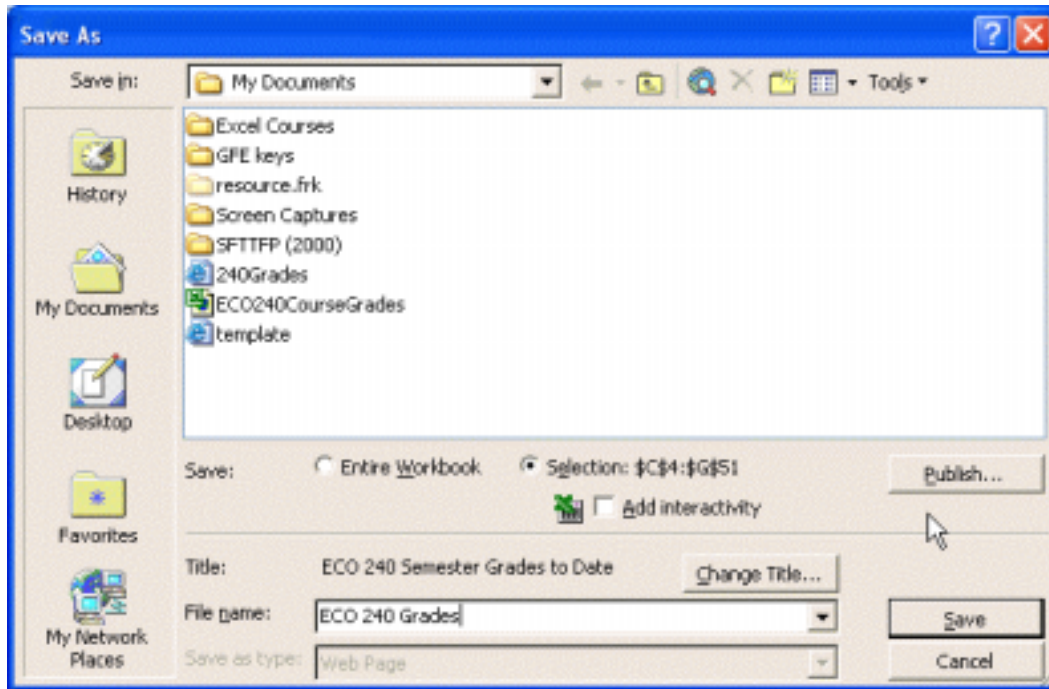 Save As
Save in:
My Documents
Tools
History
My Documents
Desktop
Favorites
My Network Places
Excel Courses
GFE keys
resource.frk
Screen Captures
SFTTFP (2000)
240Grades
ECO240CourseGrades
template
Save:
Entire Workbook
Selection: $C$4:$G$51
Publish...
Add interactivity
Title:
ECO 240 Semester Grades to Date
Change Title...
File name:
ECO 240 Grades
Save
Save as type:
Web Page
Cancel